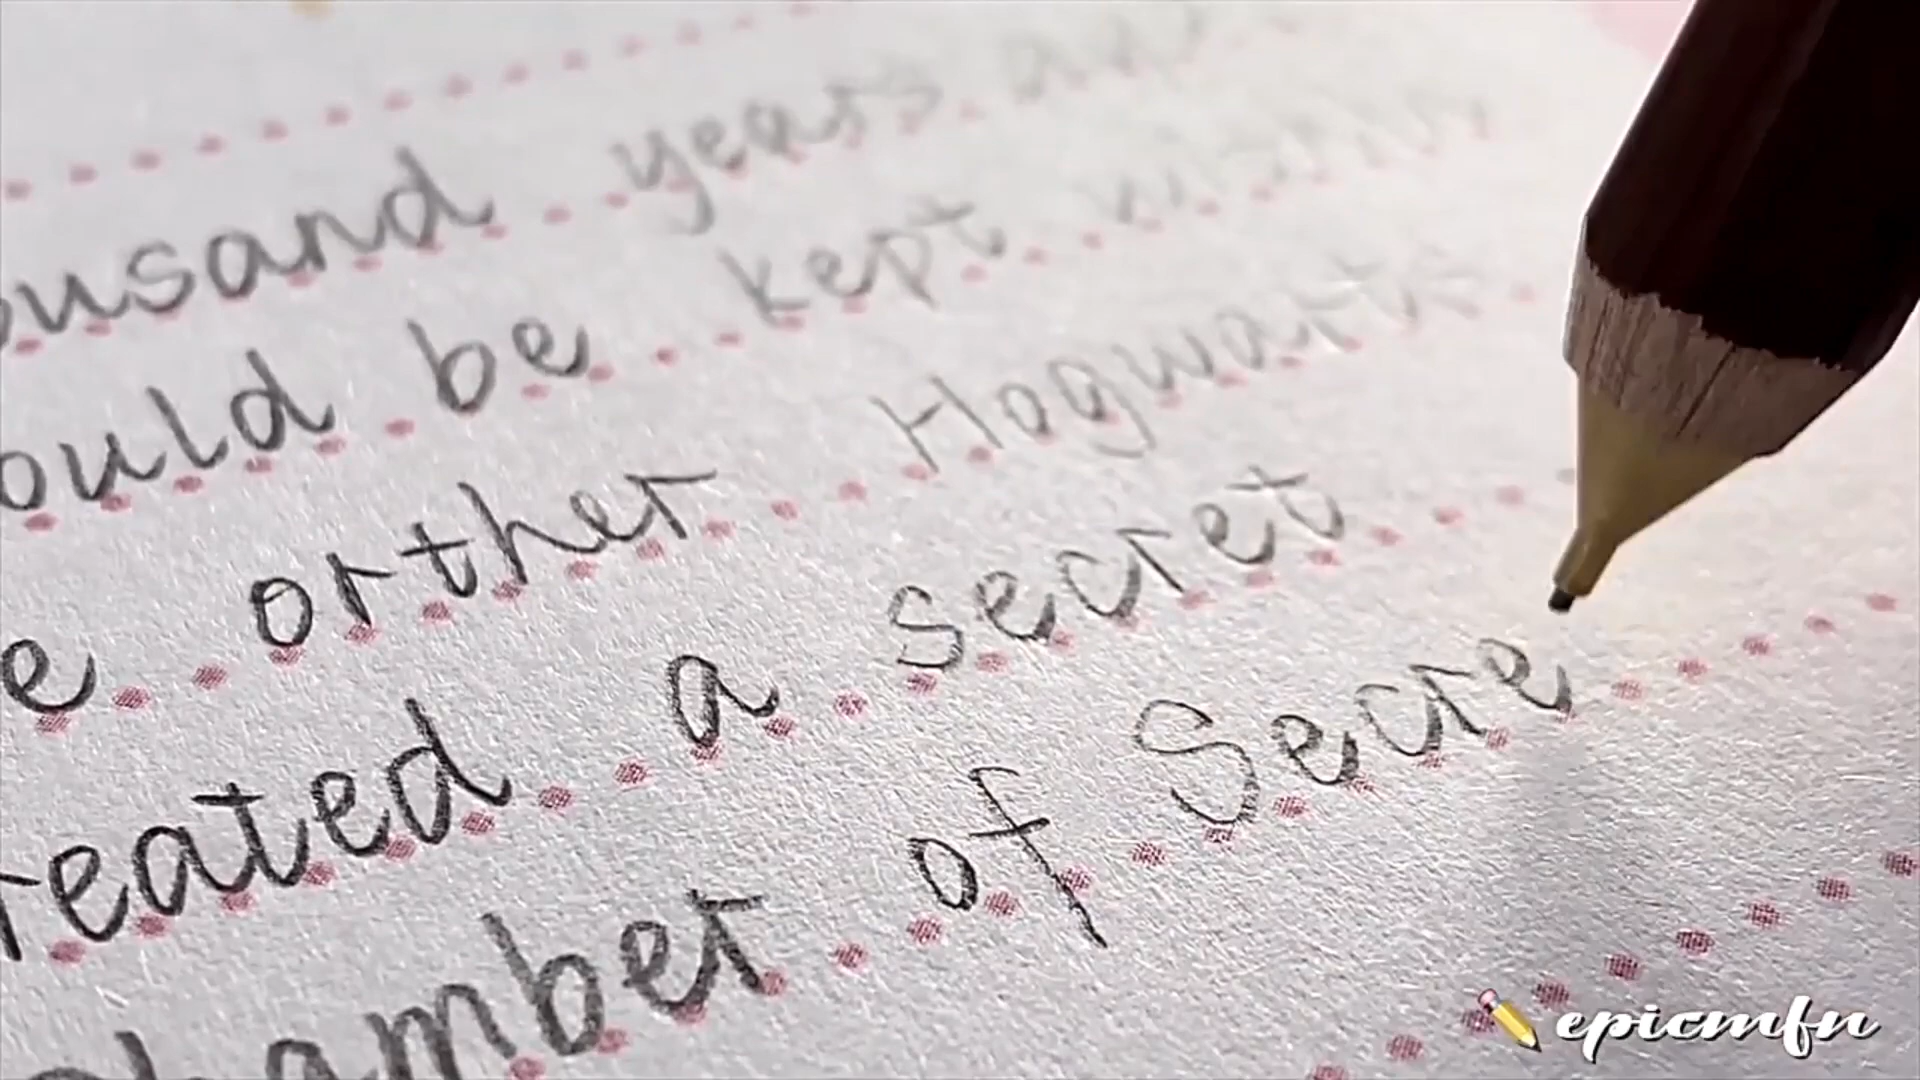 ousand years
ould be kept
e orther Hogwarts
reated a secret
hamber of Secre
epicmfn